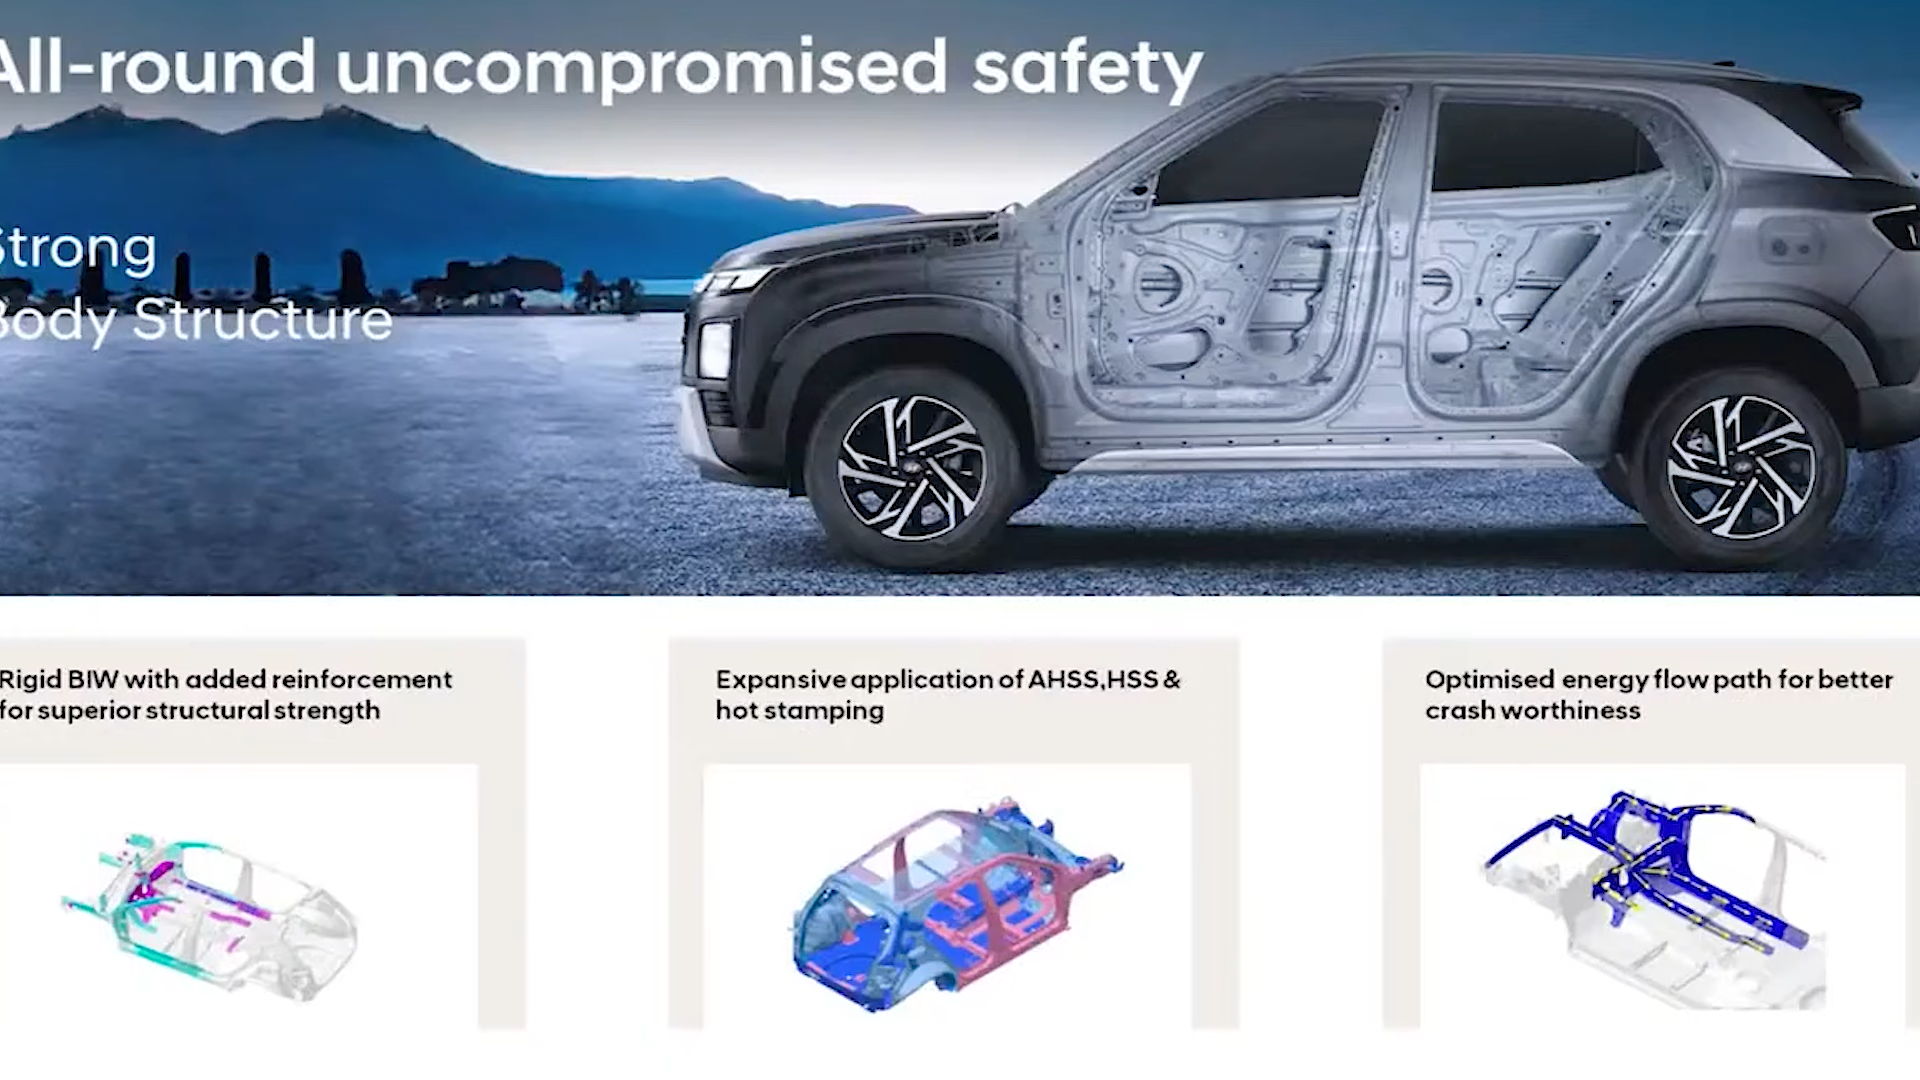 All-round uncompromised safety
Strong
Body Structure
Rigid BIW with added reinforcement
for superior structural strength
Expansive application of AHSS,HSS &
hot stamping
Optimised energy flow path for better
crash worthiness